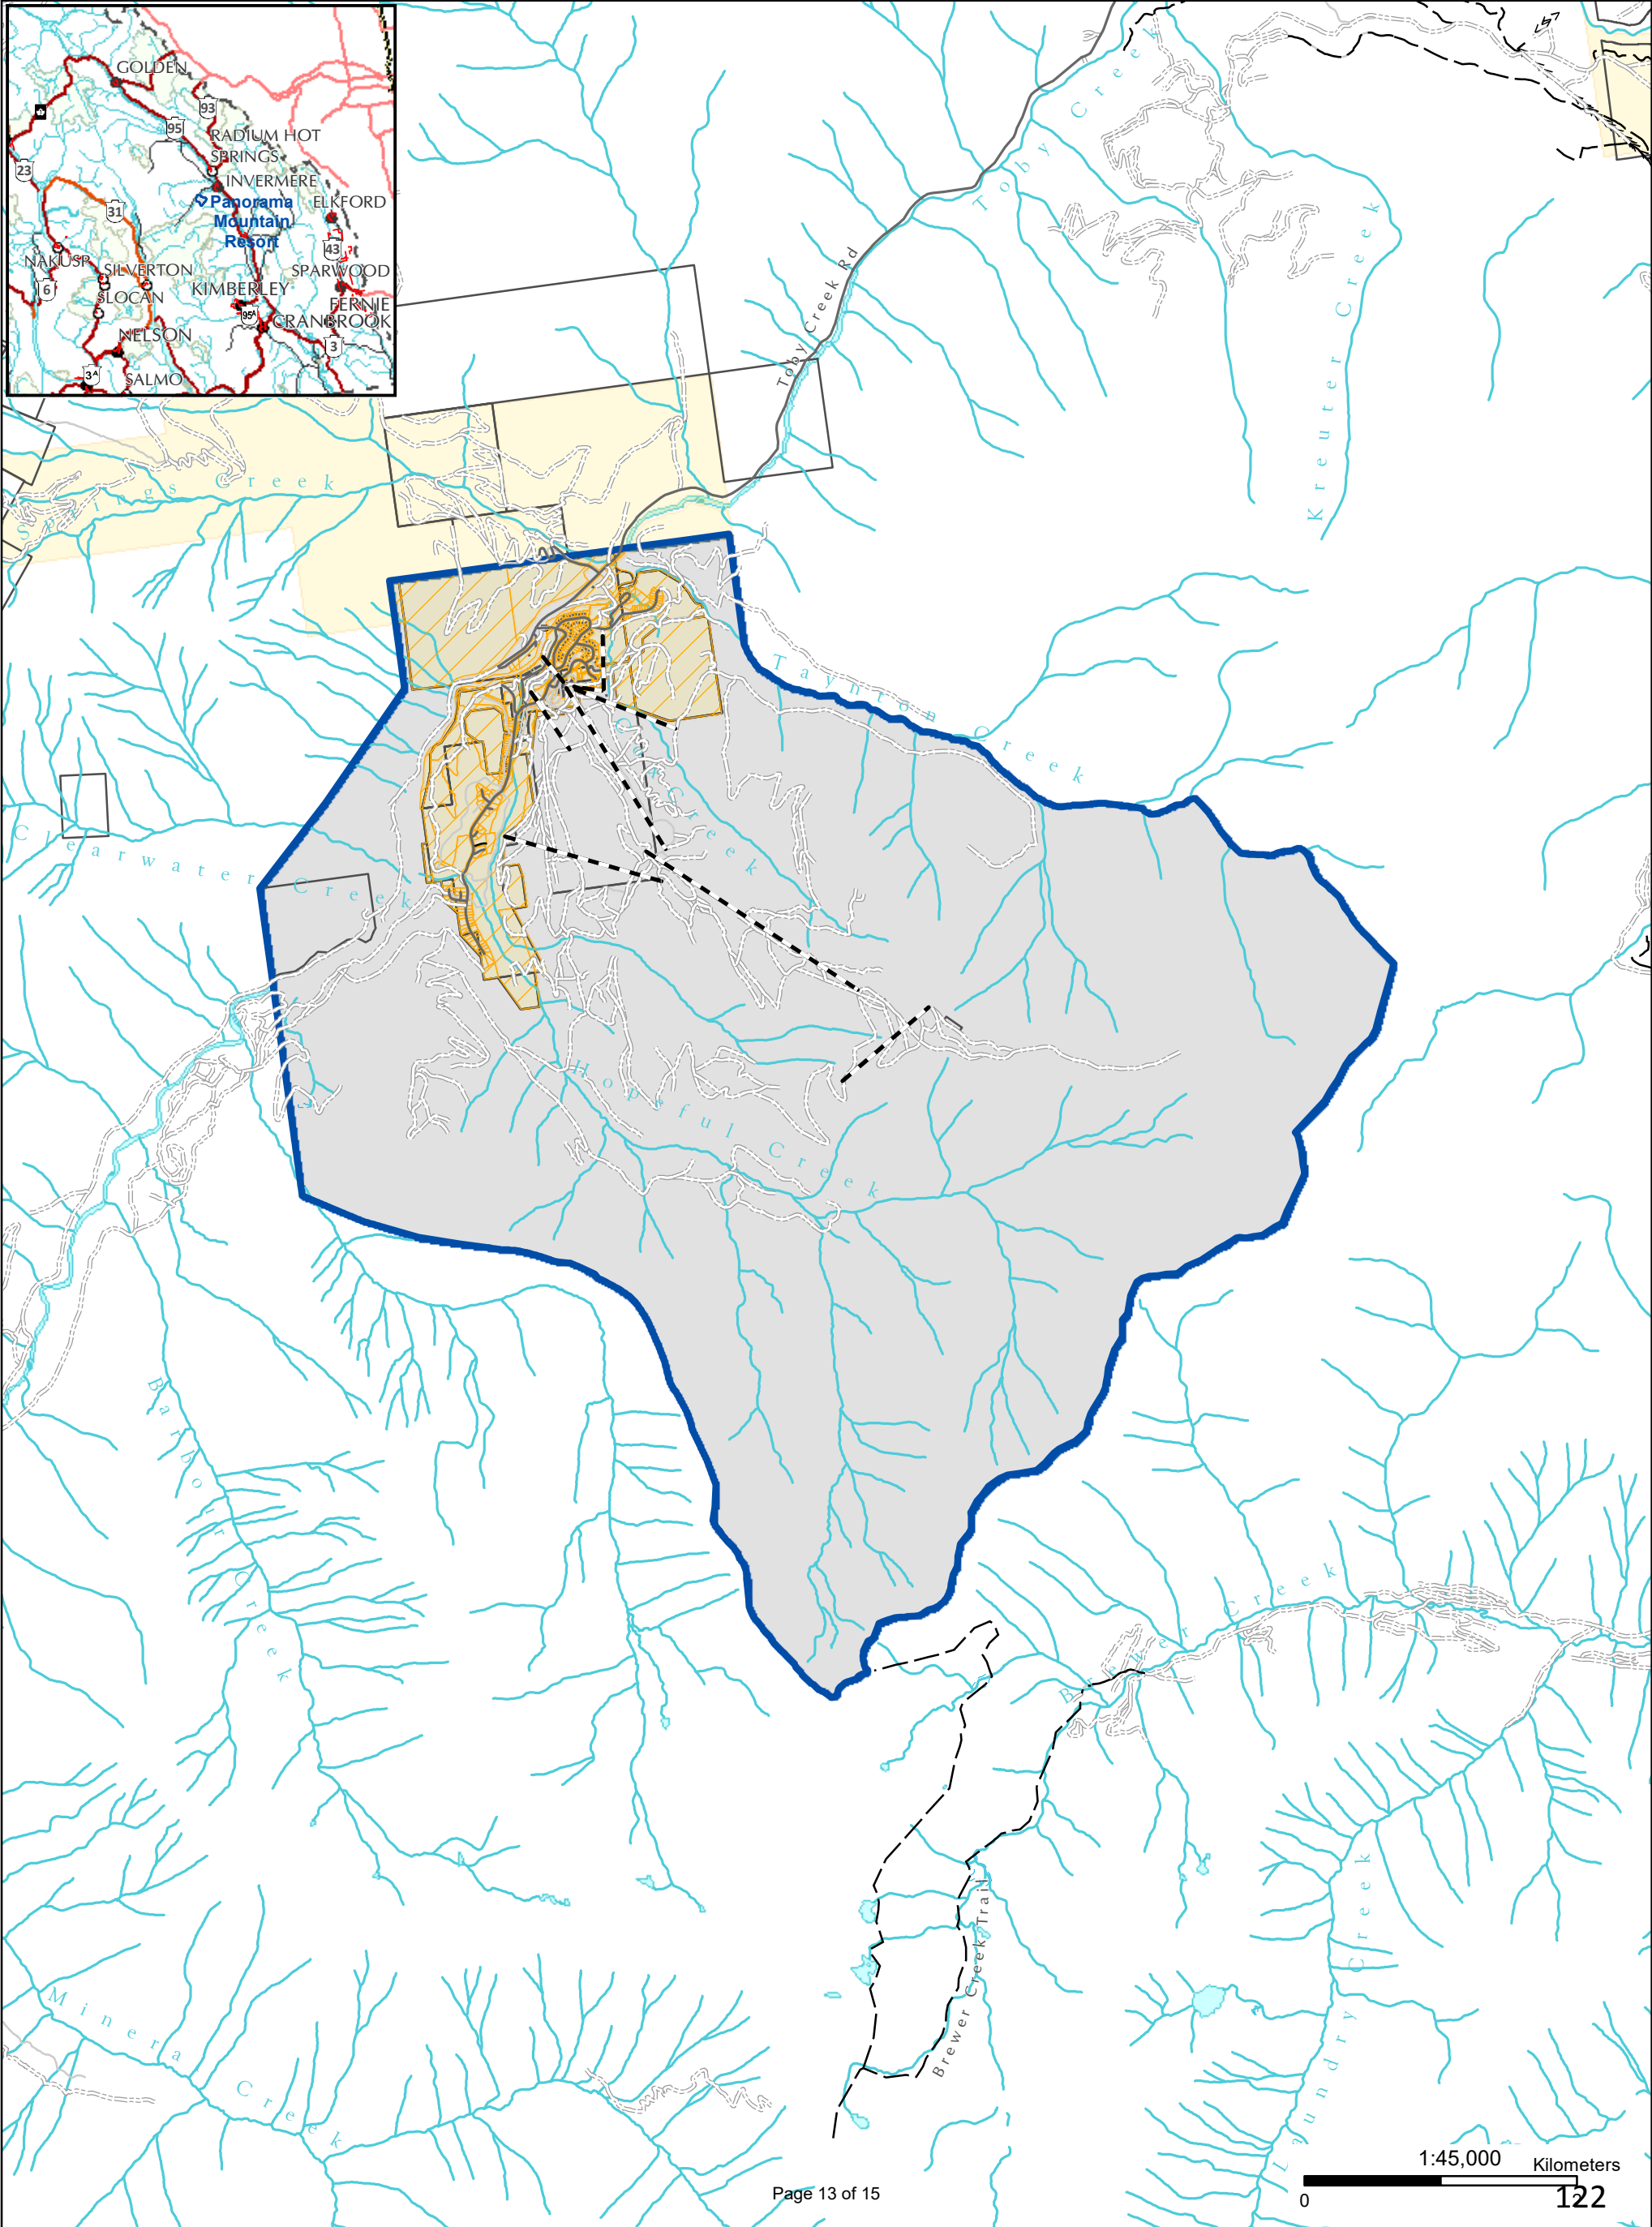 GOLDEN
93
95
RADIUM HOT
SPRINGS
23
INVERMERE
Panorama
Mountain
Resort
ELKFORD
31
43
NAKUSP
SILVERTON
SPARWOOD
6
SLOCAN
KIMBERLEY
FERNIE
95A
CRANBROOK
NELSON
3
3A
SALMO
Toby Creek
Toby Creek Rd
Kreuter Creek
Springs Creek
Taynton Creek
Creek
Clearwater Creek
Hopeful Creek
Barbour Creek
Brewer Creek
Brewer Creek Trail
Laundry Creek
Mineral Creek
1:45,000
Kilometers
0
122
Page 13 of 15